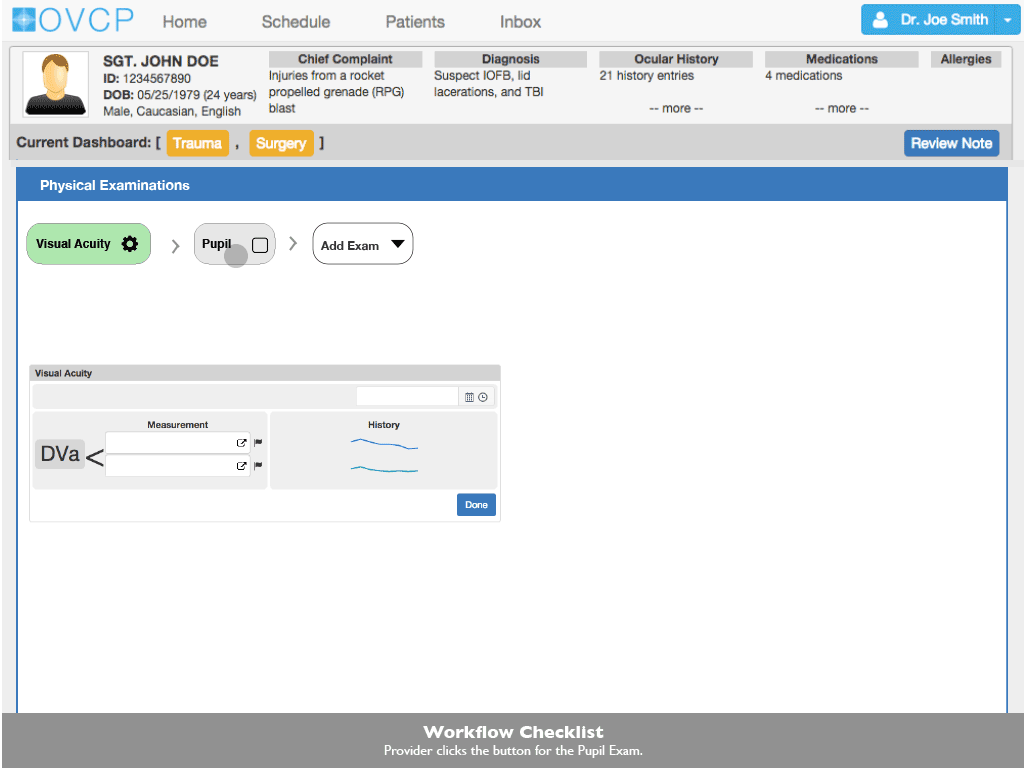 OVCP Home Schedule Patients Inbox Dr. Joe Smith
SGT. JOHN DOE
ID: 1234567890
DOB: 05/25/1979 (24 years)
Male, Caucasian, English
Chief Complaint
Injuries from a rocket
propelled grenade (RPG)
blast
Diagnosis
Suspect IOFB, lid
lacerations, and TBI
Ocular History
21 history entries
-- more --
Medications
4 medications
-- more --
Allergies
Current Dashboard: [ Trauma , Surgery ] Review Note
Physical Examinations
Visual Acuity > Pupil > Add Exam
Visual Acuity
Measurement
DVa <
History
Done
Workflow Checklist
Provider clicks the button for the Pupil Exam.